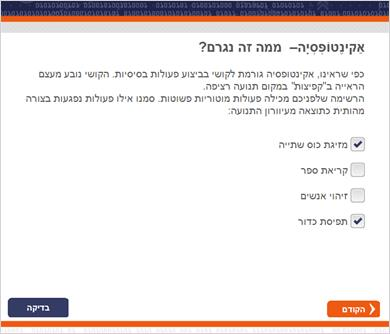 אַקִינֶטוֹפְּסְיָה– ממה זה נגרם?
כפי שראינו, אקינטופסיה גורמת לקושי בביצוע פעולות בסיסיות. הקושי נובע מעצם
הראייה ב"קפיצות" במקום תנועה רציפה.
הרשימה שלפניכם מכילה פעולות מוטוריות פשוטות. סמנו אילו פעולות נפגעות בצורה
מהותית כתוצאה מעיוורון התנועה:
מזיגת כוס שתייה
קריאת ספר
זיהוי אנשים
תפיסת כדור
הקודם
בדיקה